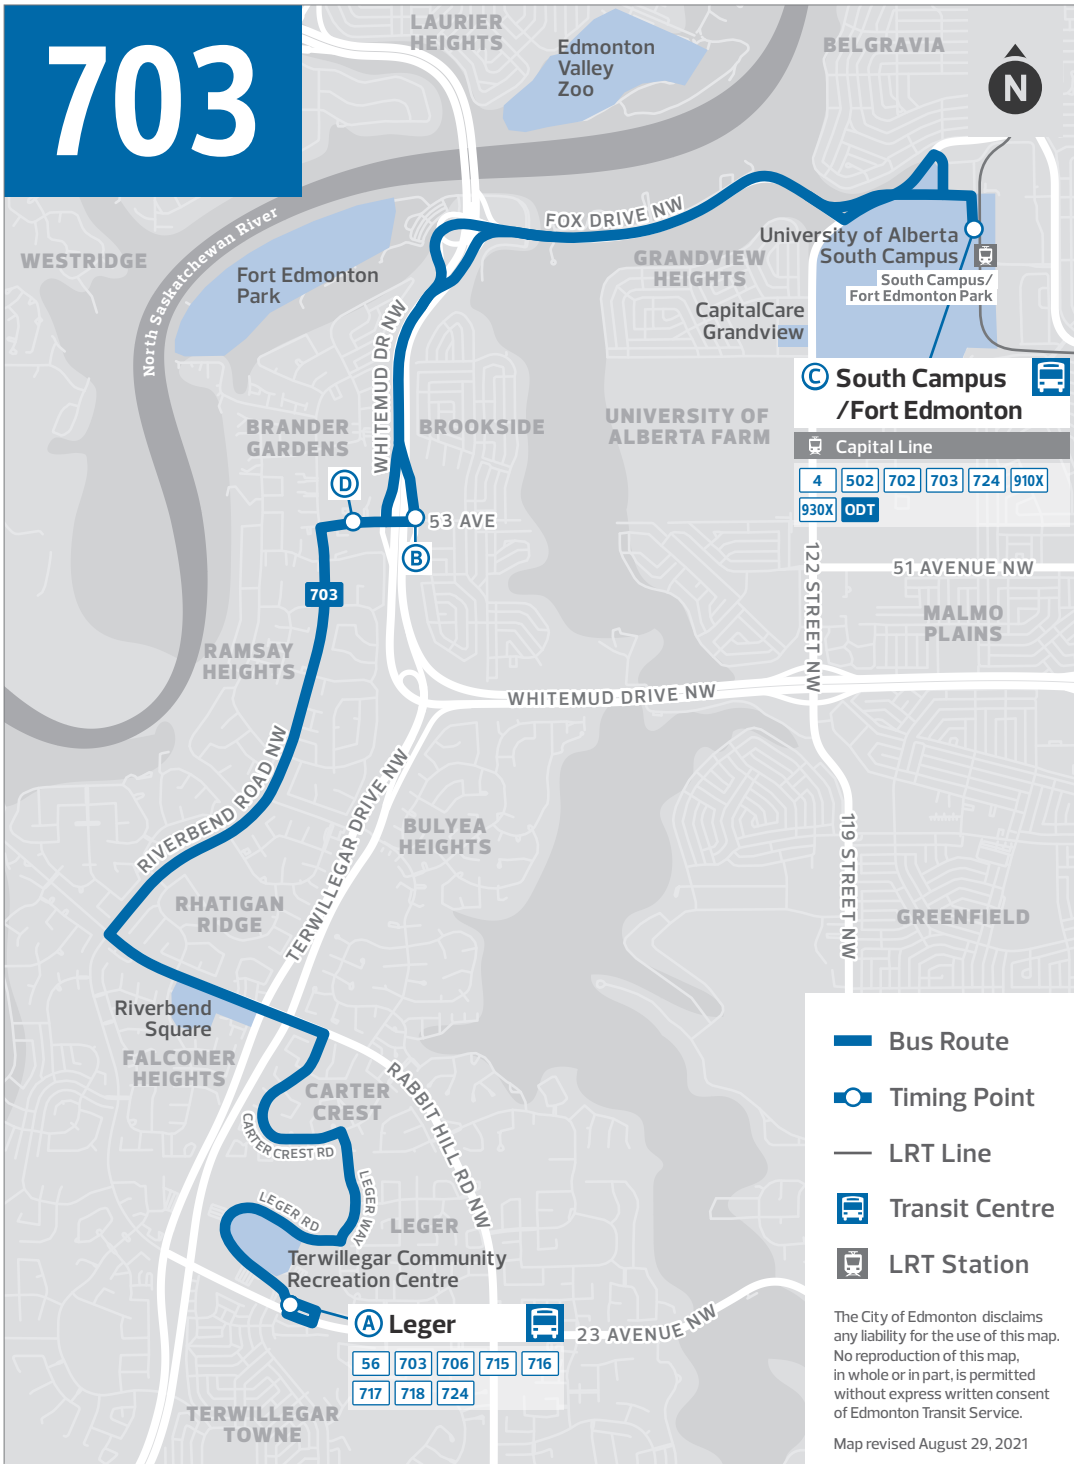 703
LAURIER
HEIGHTS
Edmonton
Valley
Zoo
BELGRAVIA
N
North Saskatchewan River
WESTRIDGE
Fort Edmonton
Park
FOX DRIVE NW
GRANDVIEW
HEIGHTS
University of Alberta
South Campus
South Campus/
Fort Edmonton Park
CapitalCare
Grandview
WHITEMUD DR NW
BRANDER
GARDENS
BROOKSIDE
UNIVERSITY OF
ALBERTA FARM
C South Campus
/Fort Edmonton
Capital Line
4 502 702 703 724 910X
930X ODT
D
53 AVE
B
703
122 STREET NW
51 AVENUE NW
MALMO
PLAINS
RAMSAY
HEIGHTS
WHITEMUD DRIVE NW
RIVERBEND ROAD NW
TERWILLEGAR DRIVE NW
BULYEA
HEIGHTS
119 STREET NW
RHATIGAN
RIDGE
GREENFIELD
Riverbend
Square
FALCONER
HEIGHTS
CARTER
CREST
RABBIT HILL RD NW
CARTER CREST RD
LEGER WAY
LEGER RD
LEGER
Terwillegar Community
Recreation Centre
A Leger
56 703 706 715 716
717 718 724
23 AVENUE NW
TERWILLEGAR
TOWNE
Bus Route
Timing Point
LRT Line
Transit Centre
LRT Station
The City of Edmonton disclaims
any liability for the use of this map.
No reproduction of this map,
in whole or in part, is permitted
without express written consent
of Edmonton Transit Service.
Map revised August 29, 2021